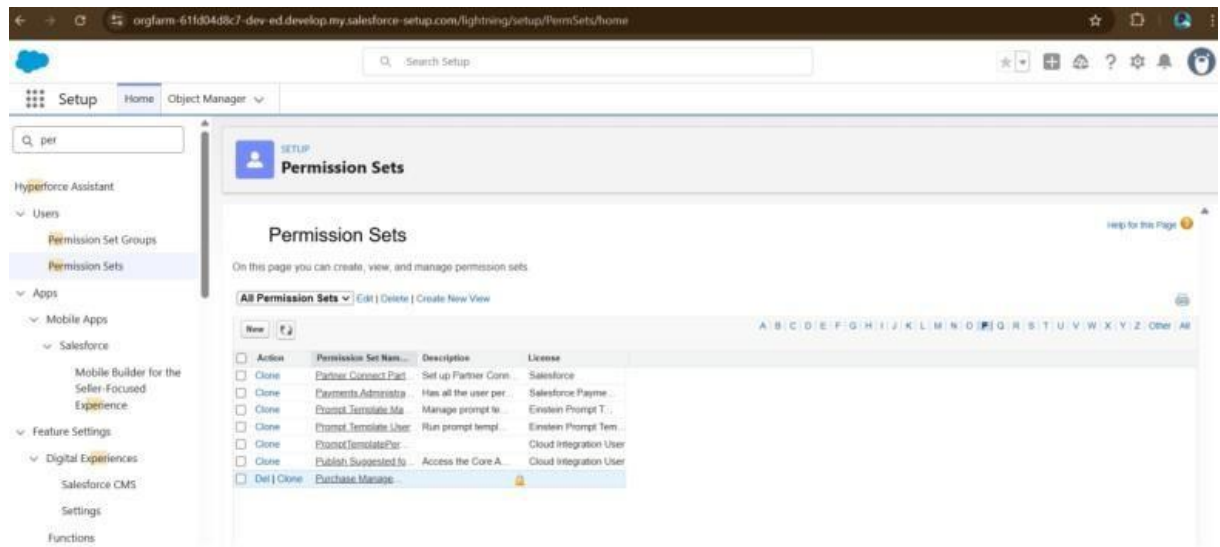 orgfarm-61fd04d8c7-dev-ed.develop.my.salesforce-setup.com/lightning/setup/PermSets/home
Search Setup
Setup Home Object Manager
per
Hyperforce Assistant
Users
Permission Set Groups
Permission Sets
Apps
Mobile Apps
Salesforce
Mobile Builder for the
Seller-Focused
Experience
Feature Settings
Digital Experiences
Salesforce CMS
Settings
Functions
SETUP
Permission Sets
Permission Sets
Help for this Page
On this page you can create, view, and manage permission sets.
All Permission Sets Edit | Delete | Create New View
New
A | B | C | D | E | F | G | H | I | J | K | L | M | N | O | P | Q | R | S | T | U | V | W | X | Y | Z | Other | All
Action Permission Set Nam... Description License
Clone Partner Connect Part... Set up Partner Conn... Salesforce
Clone Payments Administra... Has all the user per... Salesforce Payme...
Clone Prompt Template Ma... Manage prompt te... Einstein Prompt T...
Clone Prompt Template User Run prompt templ... Einstein Prompt Tem...
Clone PromptTemplatePer... Cloud Integration User
Clone Publish Suggested fo... Access the Core A... Cloud Integration User
Del | Clone Purchase Manage...